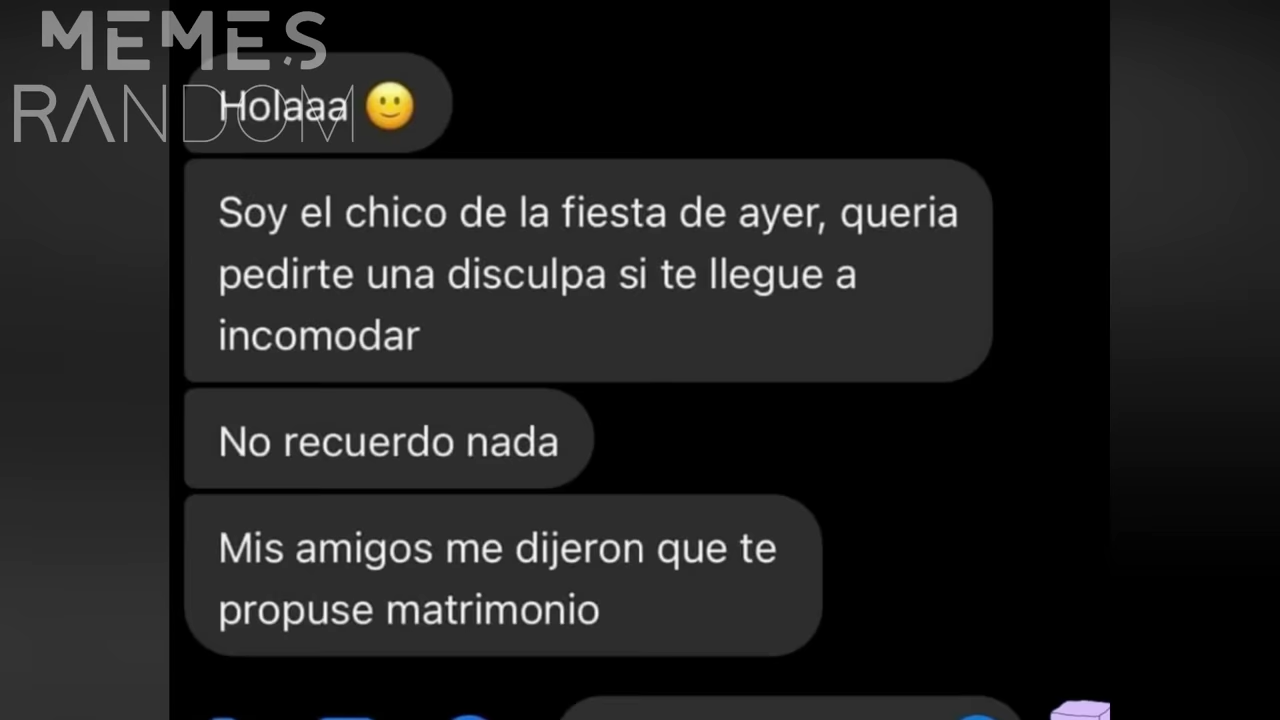 MEMES
RANDOM
Holaaa 🙂
Soy el chico de la fiesta de ayer, queria
pedirte una disculpa si te llegue a
incomodar
No recuerdo nada
Mis amigos me dijeron que te
propuse matrimonio